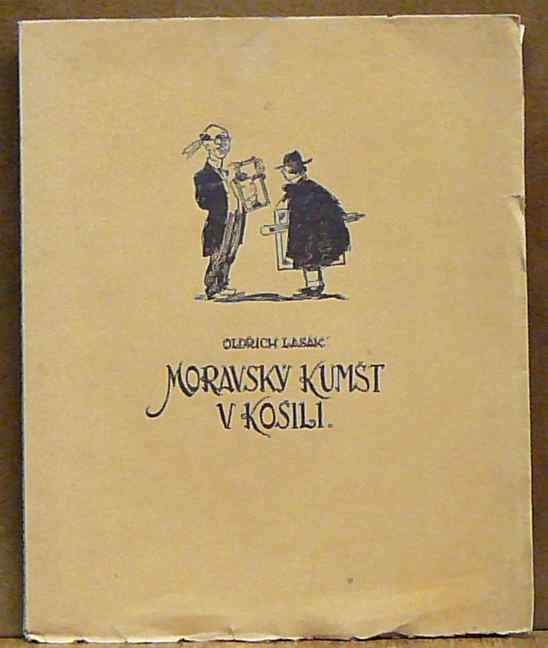 OLDŘICH LASÁK
MORAVSKÝ KUMŠT
V KOŠILI.